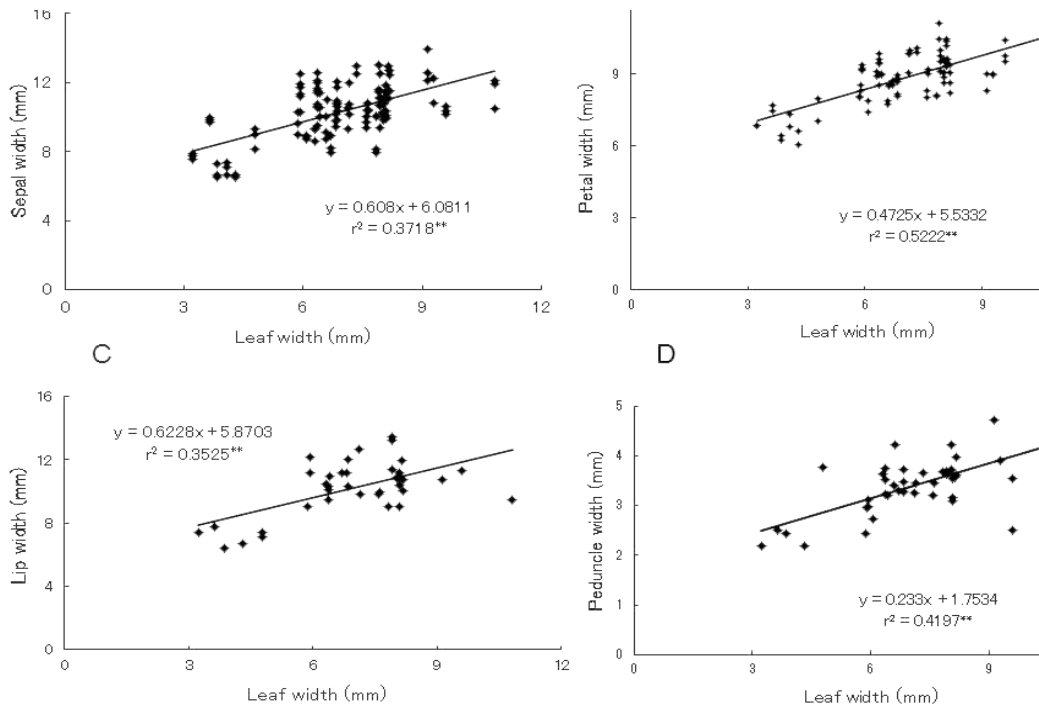 16
12
8
4
0
Sepal width (mm)
y = 0.608x + 6.0811
r² = 0.3718**
0 3 6 9 12
Leaf width (mm)
9
6
3
0
Petal width (mm)
y = 0.4725x + 5.5332
r² = 0.5222**
0 3 6 9
Leaf width (mm)
C
16
12
8
4
0
Lip width (mm)
y = 0.6228x + 5.8703
r² = 0.3525**
0 3 6 9 12
Leaf width (mm)
D
5
4
3
2
1
0
Peduncle width (mm)
y = 0.233x + 1.7534
r² = 0.4197**
0 3 6 9
Leaf width (mm)